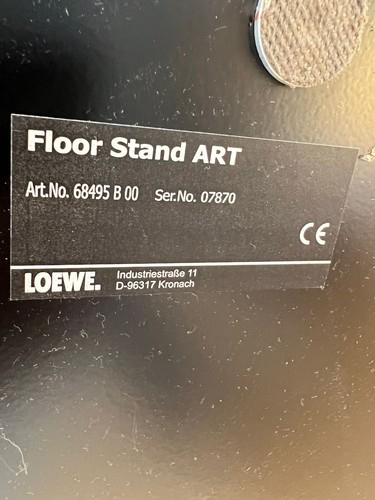 Floor Stand ART
Art.No. 68495 B 00 Ser.No. 07870
CE
LOEWE. Industriestraße 11
D-96317 Kronach